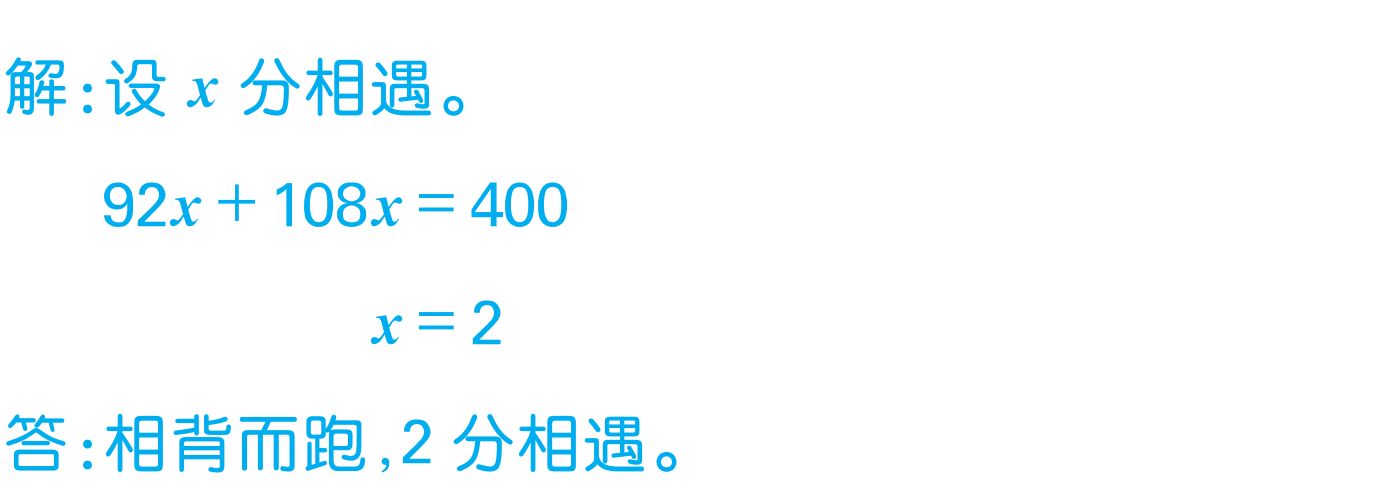 解:设 x 分相遇。
92x + 108x = 400
x = 2
答:相背而跑,2 分相遇。